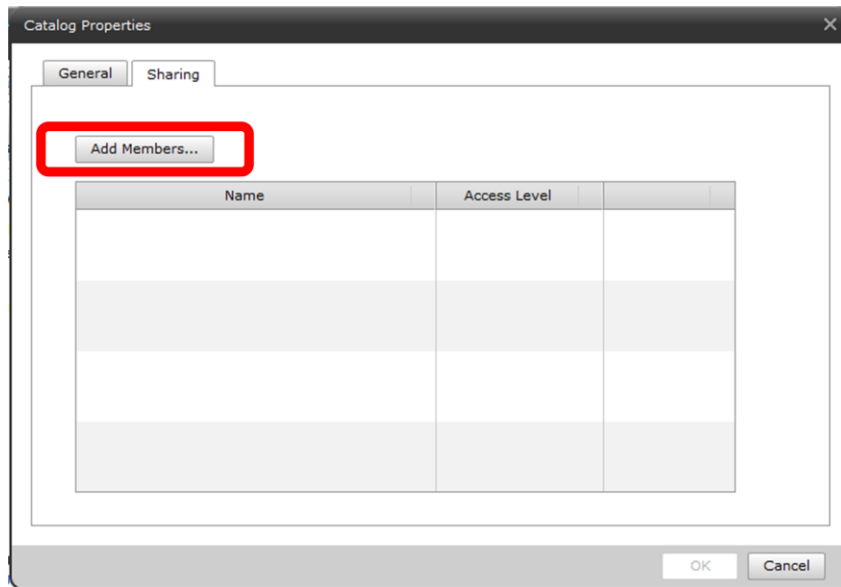 Catalog Properties
General Sharing
Add Members...
Name Access Level
OK Cancel